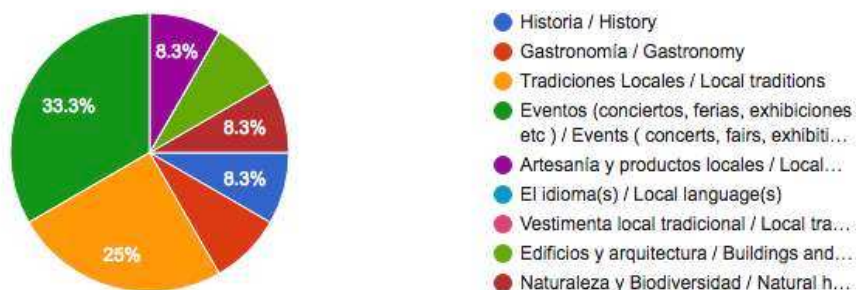 8.3%
33.3%
8.3%
8.3%
25%
Historia / History
Gastronomía / Gastronomy
Tradiciones Locales / Local traditions
Eventos (conciertos, ferias, exhibiciones
etc ) / Events ( concerts, fairs, exhibiti...
Artesanía y productos locales / Local...
El idioma(s) / Local language(s)
Vestimenta local tradicional / Local tra...
Edificios y arquitectura / Buildings and...
Naturaleza y Biodiversidad / Natural h...